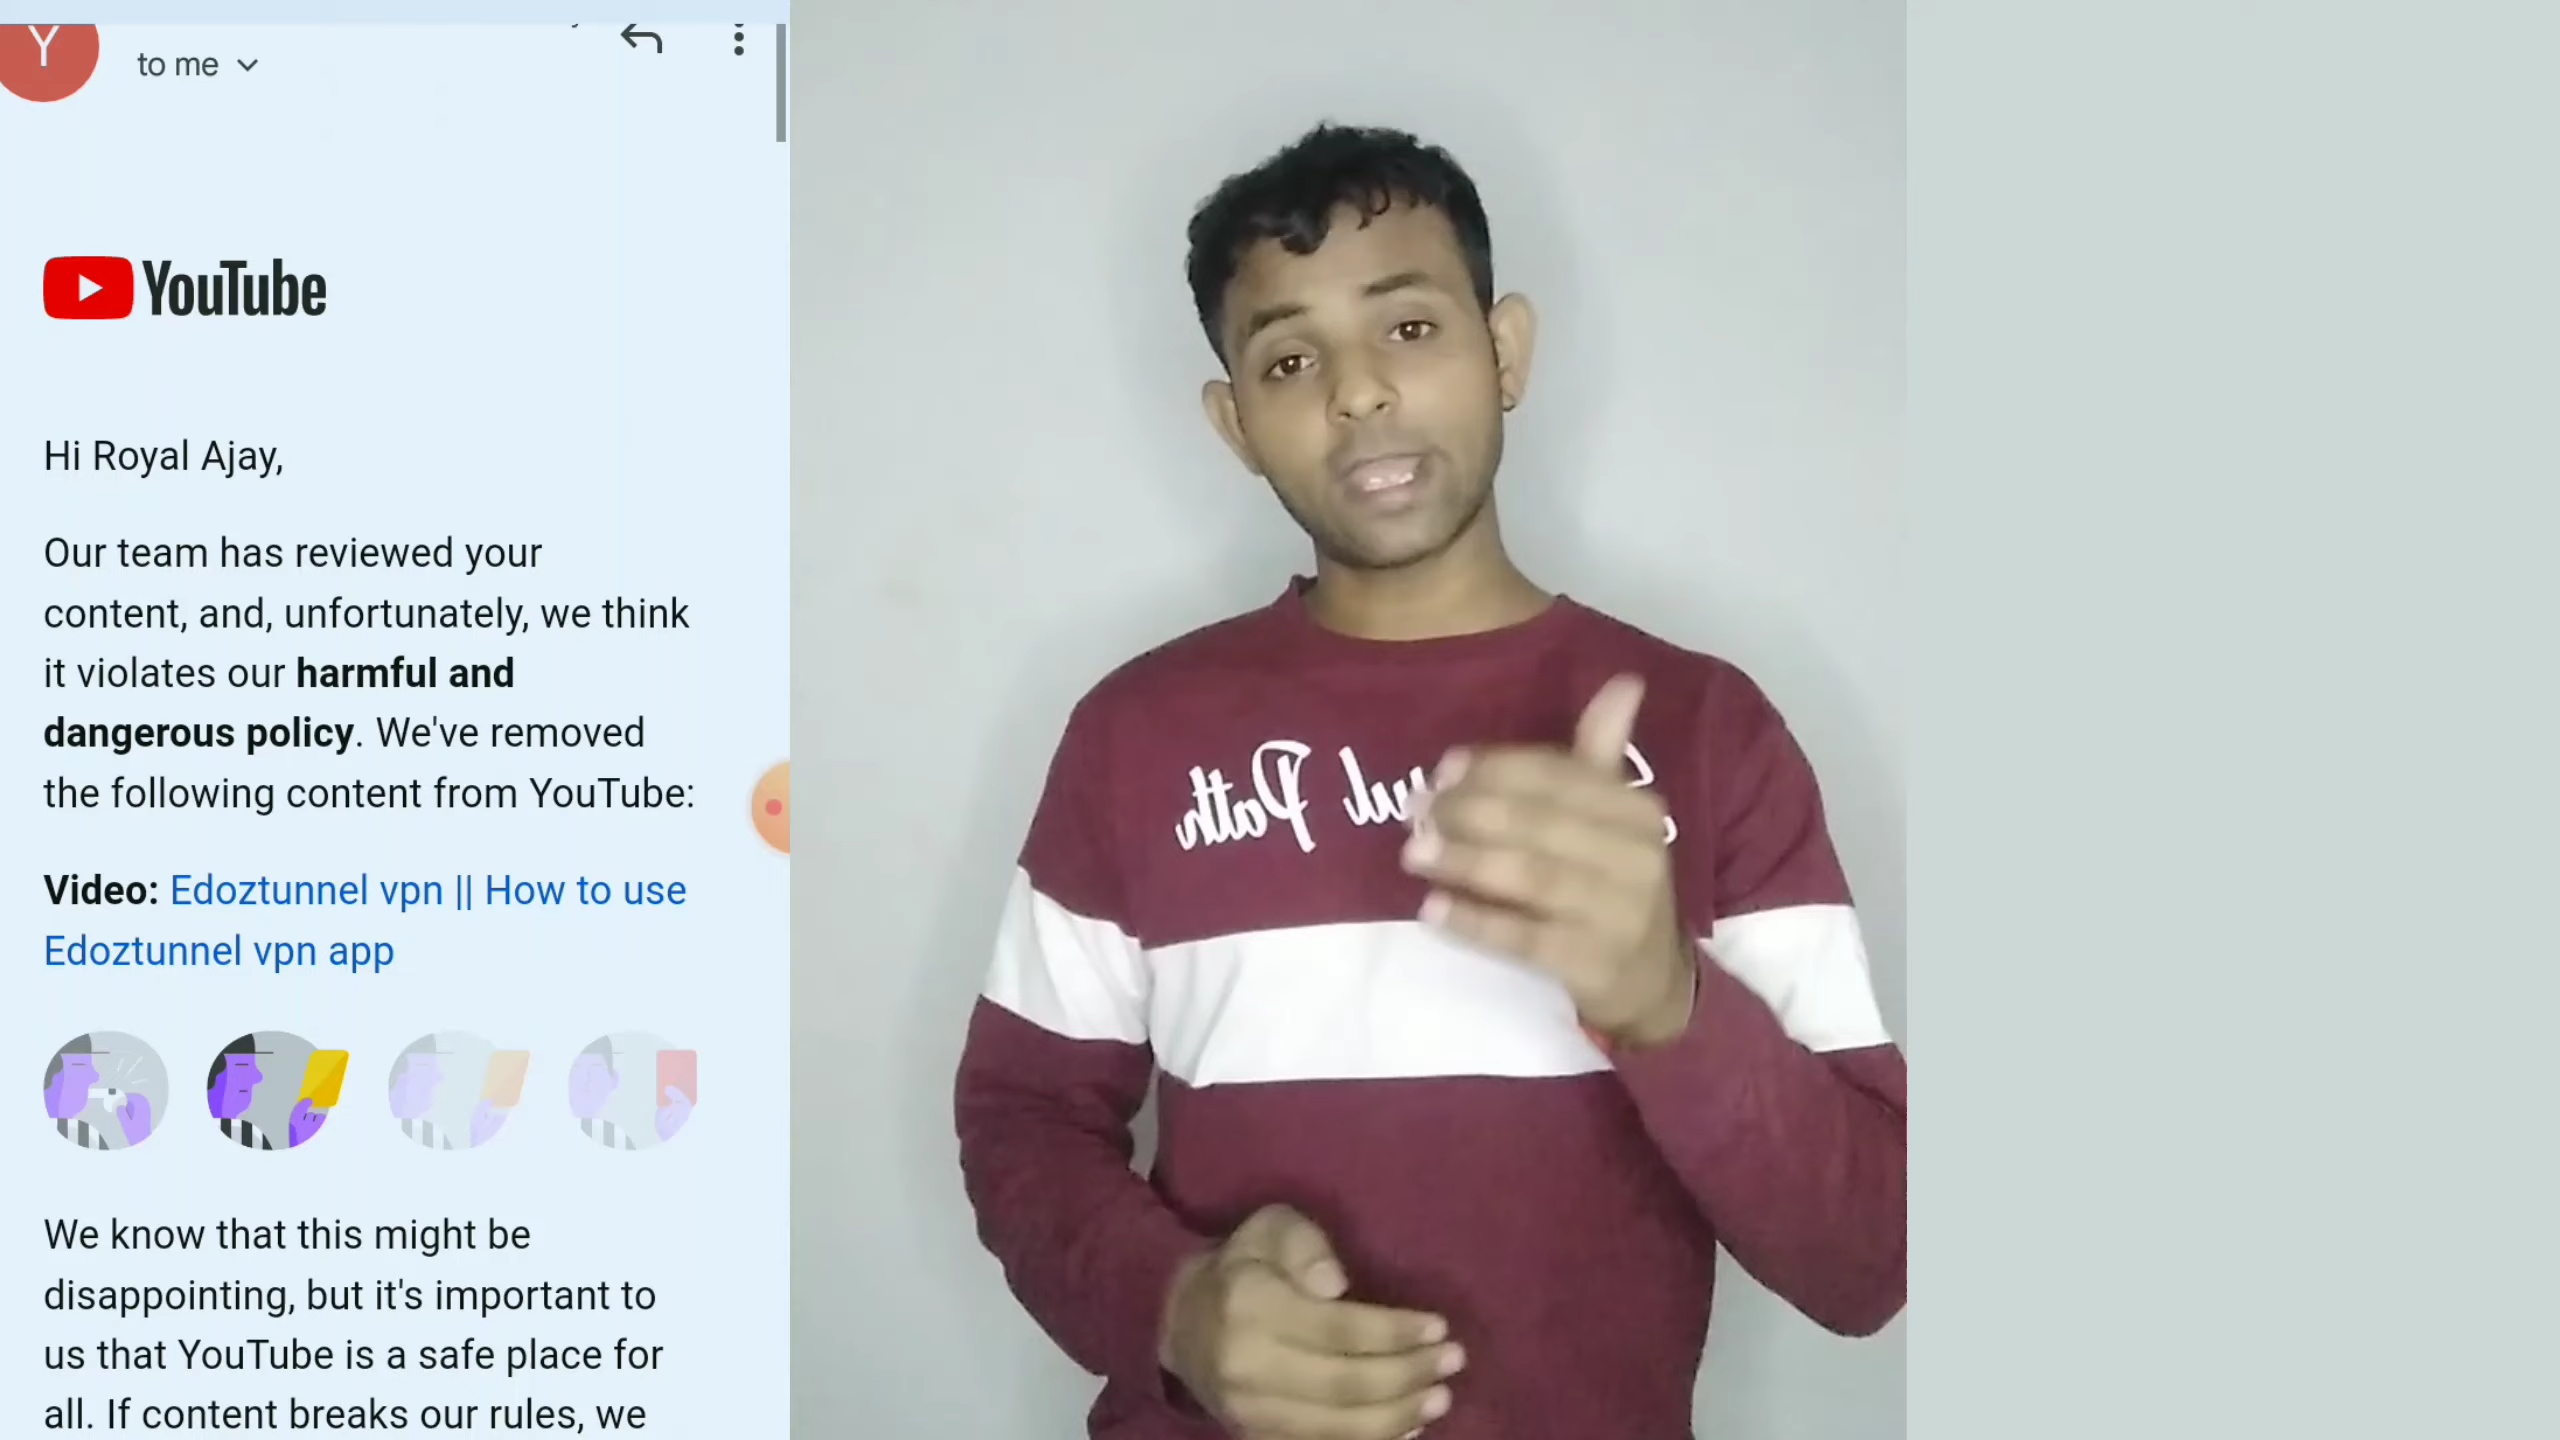 Y
to me
YouTube
Hi Royal Ajay,
Our team has reviewed your
content, and, unfortunately, we think
it violates our harmful and
dangerous policy. We've removed
the following content from YouTube:
Video: Edoztunnel vpn || How to use
Edoztunnel vpn app
We know that this might be
disappointing, but it's important to
us that YouTube is a safe place for
all. If content breaks our rules, we
Path